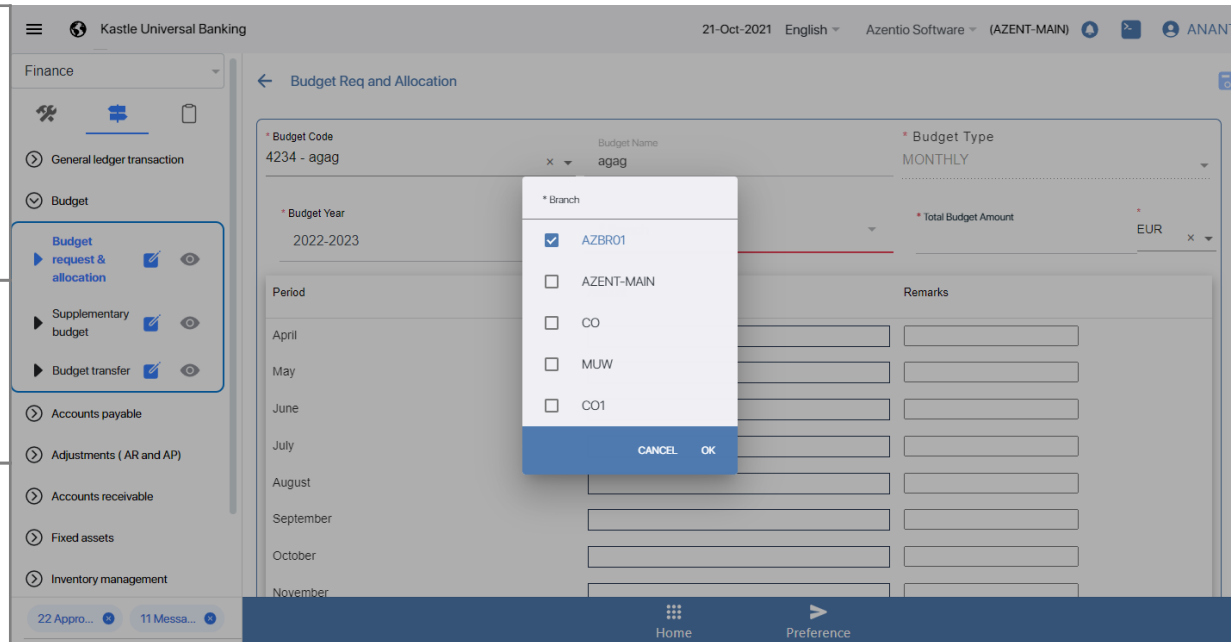 Kastle Universal Banking
21-Oct-2021 English Azentio Software (AZENT-MAIN) ANANT
Finance
Budget Req and Allocation
* Budget Code
4234 - agag
Budget Name
agag
* Budget Type
MONTHLY
General ledger transaction
Budget
Budget
request &
allocation
Supplementary
budget
Budget transfer
Accounts payable
Adjustments ( AR and AP)
Accounts receivable
Fixed assets
Inventory management
22 Appro... 11 Messa...
* Budget Year
2022-2023
* Total Budget Amount
*
EUR
* Branch
AZBR01
AZENT-MAIN
CO
MUW
CO1
CANCEL OK
Period Remarks
April
May
June
July
August
September
October
November
Home Preference